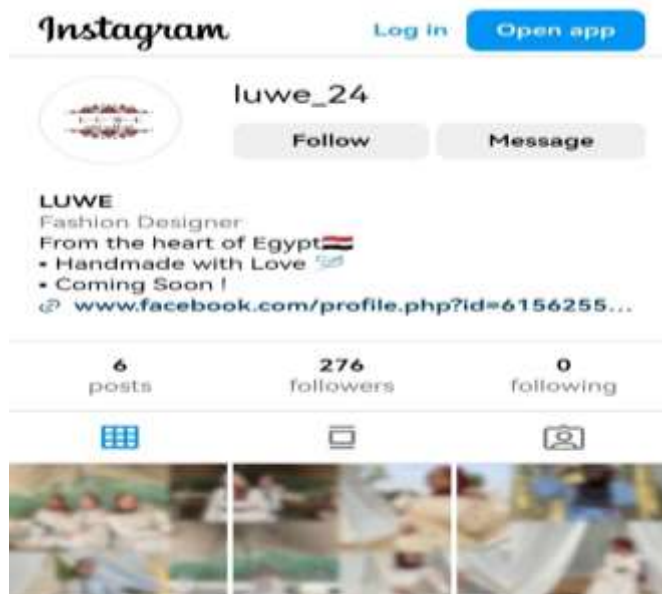 Instagram
Log in
Open app
luwe_24
Follow
Message
LUWE
Fashion Designer
From the heart of Egypt🇪🇬
• Handmade with Love
• Coming Soon !
www.facebook.com/profile.php?id=6156255...
6
posts
276
followers
0
following